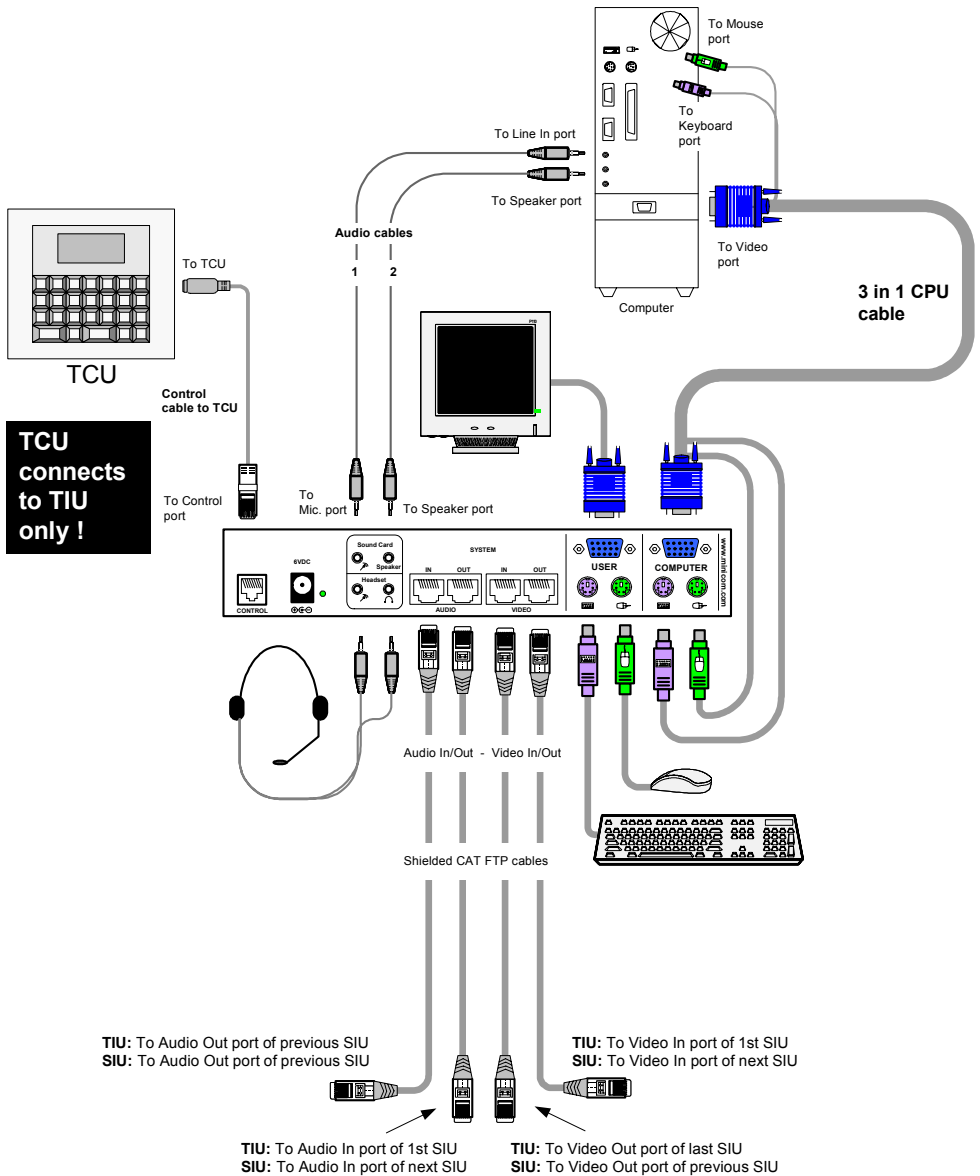 To Mouse
port
To
Keyboard
port
To Line In port
To Speaker port
Audio cables
1 2
To Video
port
Computer
3 in 1 CPU
cable
To TCU
TCU
Control
cable to TCU
TCU
connects
to TIU
only !
To Control
port
To
Mic. port
To Speaker port
6VDC
CONTROL
Sound Card
Speaker
Headset
SYSTEM
IN OUT IN OUT
AUDIO VIDEO
USER
COMPUTER
www.minicom.com
Audio In/Out - Video In/Out
Shielded CAT FTP cables
TIU: To Audio Out port of previous SIU
SIU: To Audio Out port of previous SIU
TIU: To Video In port of 1st SIU
SIU: To Video In port of next SIU
TIU: To Audio In port of 1st SIU
SIU: To Audio In port of next SIU
TIU: To Video Out port of last SIU
SIU: To Video Out port of previous SIU